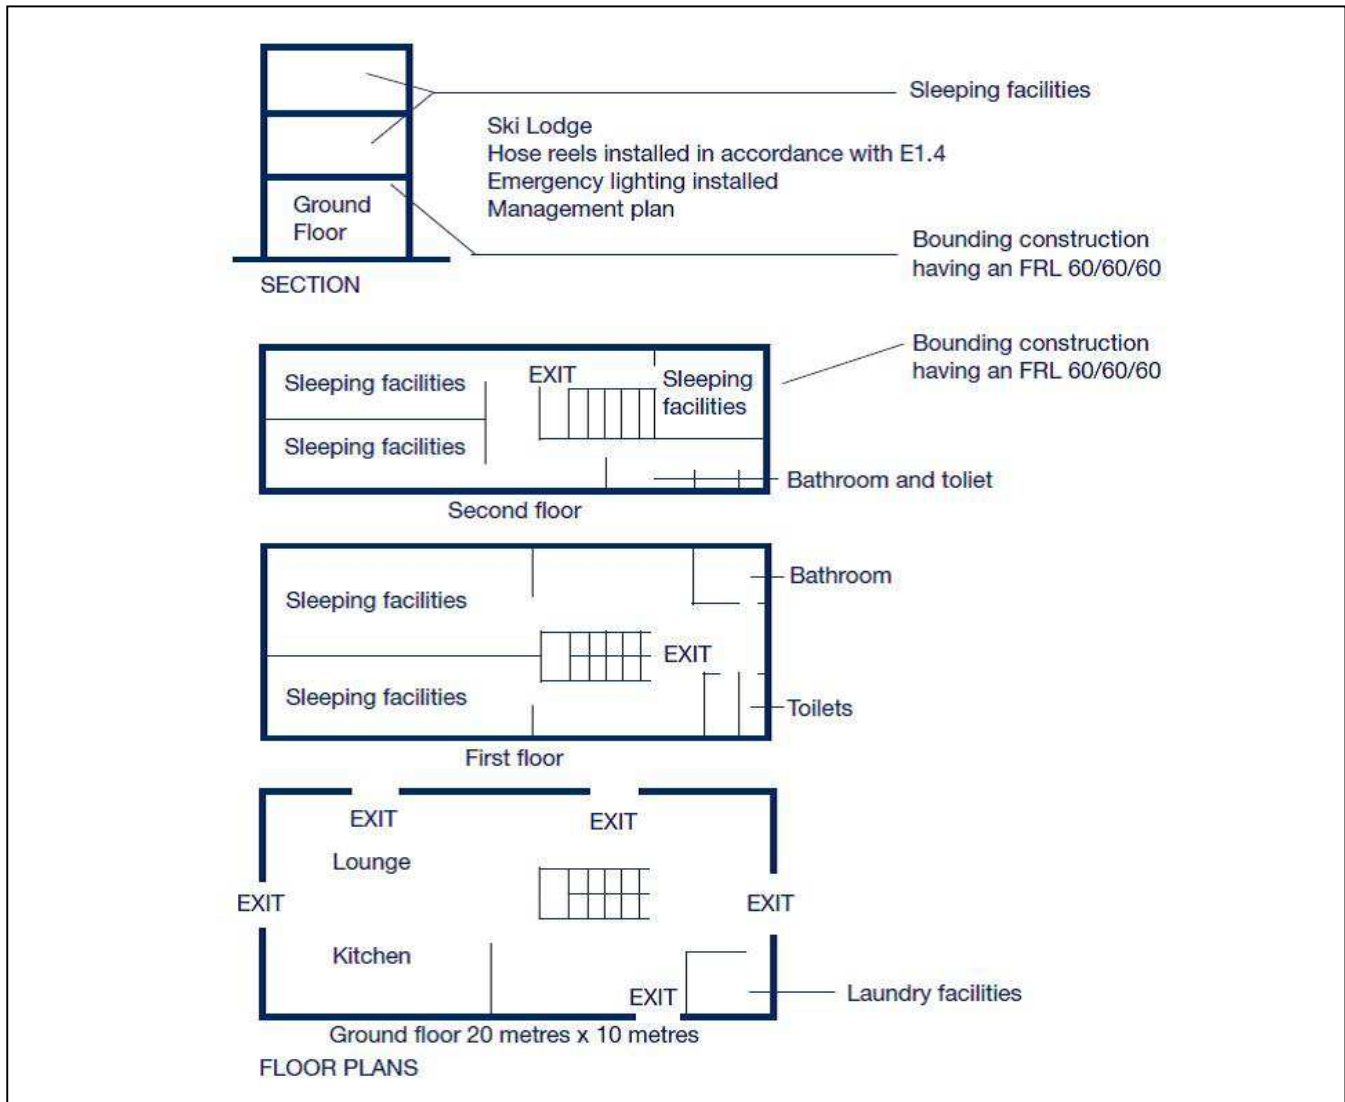 Sleeping facilities
Ski Lodge
Hose reels installed in accordance with E1.4
Emergency lighting installed
Management plan
Ground
Floor
Bounding construction
having an FRL 60/60/60
SECTION
Bounding construction
having an FRL 60/60/60
Sleeping facilities
EXIT
Sleeping
facilities
Sleeping facilities
Bathroom and toliet
Second floor
Bathroom
Sleeping facilities
EXIT
Sleeping facilities
Toilets
First floor
EXIT
EXIT
Lounge
EXIT
EXIT
Kitchen
EXIT
Laundry facilities
Ground floor 20 metres x 10 metres
FLOOR PLANS